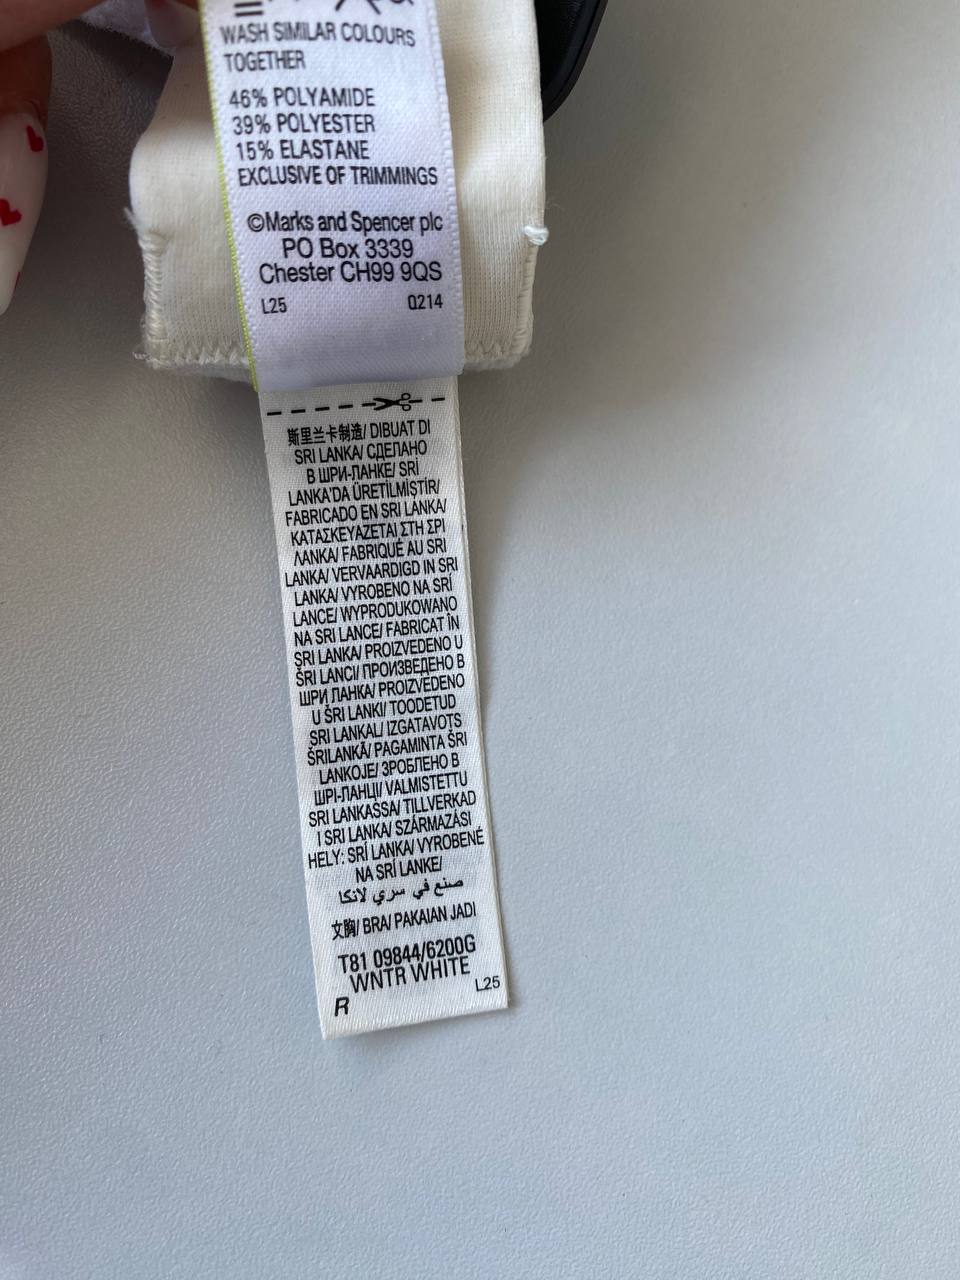 WASH SIMILAR COLOURS
TOGETHER
46% POLYAMIDE
39% POLYESTER
15% ELASTANE
EXCLUSIVE OF TRIMMINGS
©Marks and Spencer plc
PO Box 3339
Chester CH99 9QS
L25 0214
斯里兰卡制造/ DIBUAT DI
SRI LANKA/ СДЕЛАНО
В ШРИ-ЛАНКЕ/ SRİ
LANKA'DA ÜRETİLMİŞTİR/
FABRICADO EN SRI LANKA/
ΚΑΤΑΣΚΕΥΑΖΕΤΑΙ ΣΤΗ ΣΡΙ
ΛΑΝΚΑ/ FABRIQUÉ AU SRI
LANKA/ VERVAARDIGD IN SRI
LANKA/ VYROBENO NA SRÍ
LANCE/ WYPRODUKOWANO
NA SRI LANCE/ FABRICAT ÎN
SRI LANKA/ PROIZVEDENO U
ŠRI LANCI/ ПРОИЗВЕДЕНО В
ШРИ ЛАНКА/ PROIZVEDENO
U ŠRI LANKI/ TOODETUD
SRI LANKAL/ IZGATAVOTS
ŠRILANKĀ/ PAGAMINTA ŠRI
LANKOJE/ ЗРОБЛЕНО В
ШРІ-ЛАНЦІ/ VALMISTETTU
SRI LANKASSA/ TILLVERKAD
I SRI LANKA/ SZÁRMAZÁSI
HELY: SRÍ LANKA/ VYROBENÉ
NA SRÍ LANKE/
صنع في سري لانكا
文胸/ BRA/ PAKAIAN JADI
T81 09844/6200G
WNTR WHITE
R L25